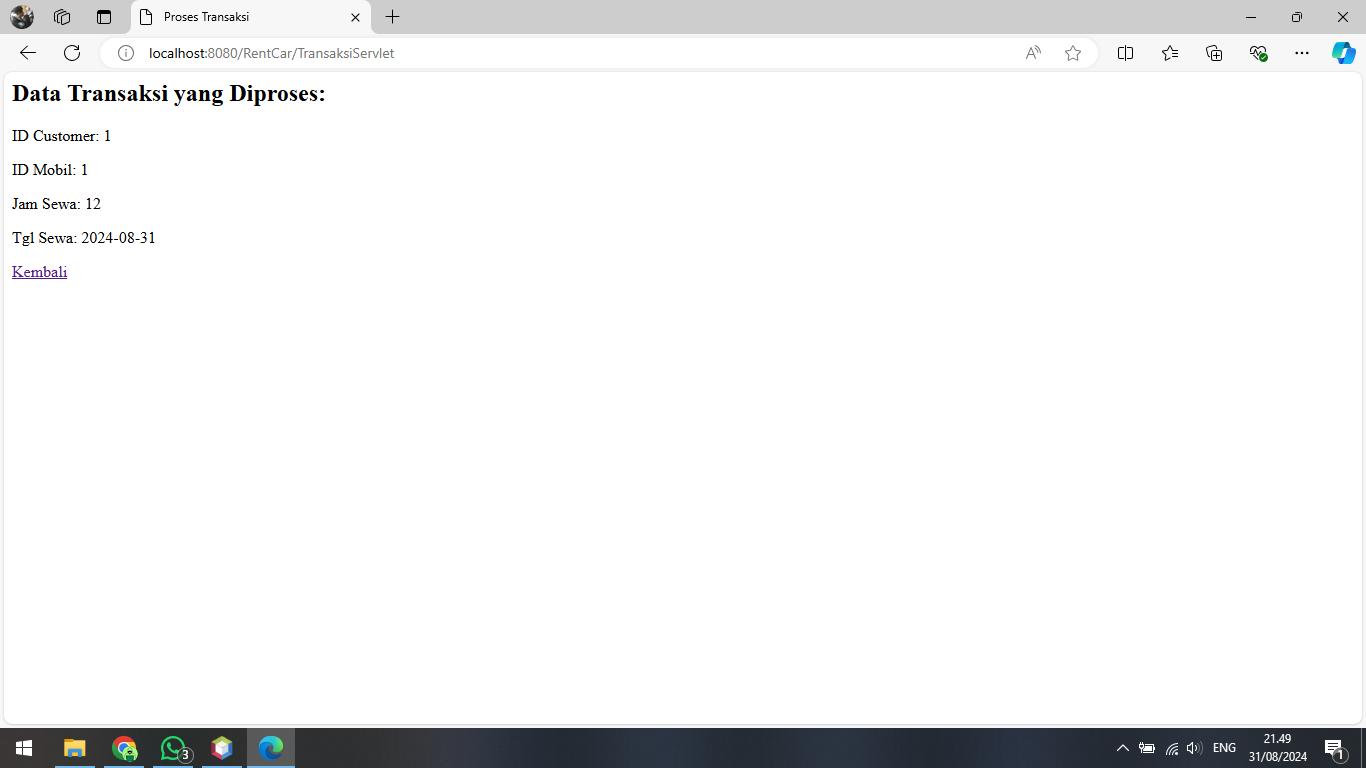 Proses Transaksi
localhost:8080/RentCar/TransaksiServlet
Data Transaksi yang Diproses:
ID Customer: 1
ID Mobil: 1
Jam Sewa: 12
Tgl Sewa: 2024-08-31
Kembali
3
ENG
21.49
31/08/2024
1